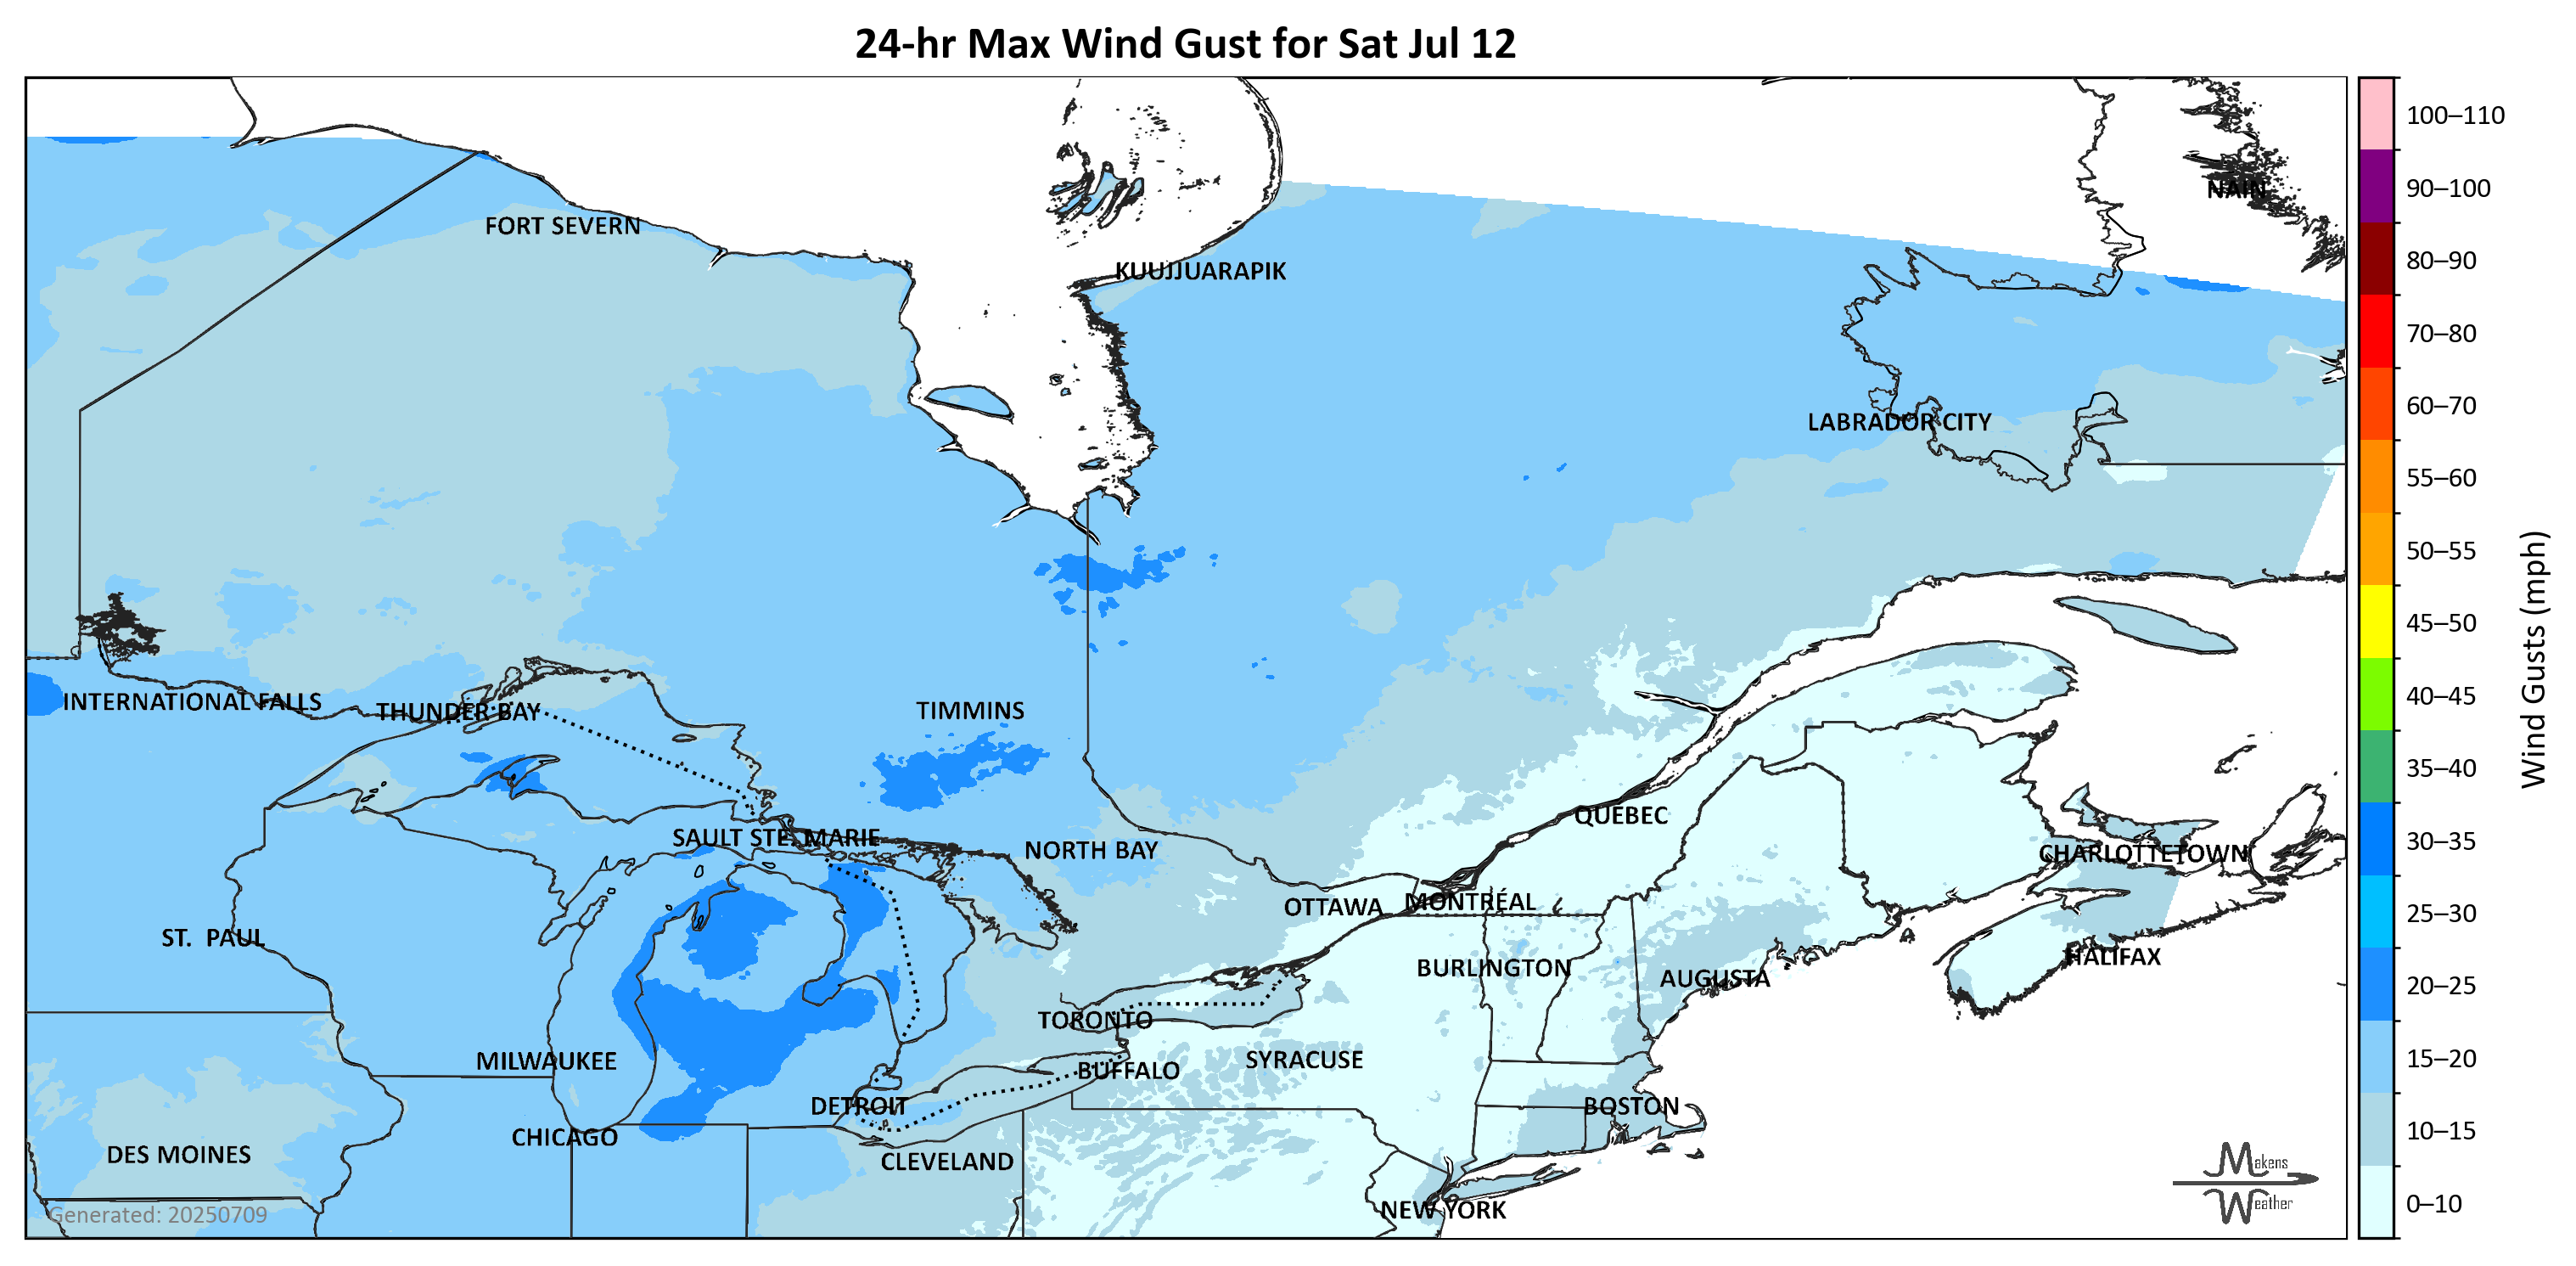 24-hr Max Wind Gust for Sat Jul 12
100–110
90–100
NAIN
FORT SEVERN
80–90
KUUJJUARAPIK
70–80
60–70
LABRADOR CITY
55–60
50–55
45–50
Wind Gusts (mph)
40–45
INTERNATIONAL FALLS
THUNDER BAY
TIMMINS
35–40
QUÉBEC
30–35
SAULT STE. MARIE
NORTH BAY
CHARLOTTETOWN
OTTAWA
MONTRÉAL
25–30
ST. PAUL
HALIFAX
BURLINGTON
AUGUSTA
20–25
TORONTO
MILWAUKEE
BUFFALO
SYRACUSE
15–20
DETROIT
BOSTON
CHICAGO
10–15
DES MOINES
CLEVELAND
Makens
Weather
NEW YORK
0–10
Generated: 20250709